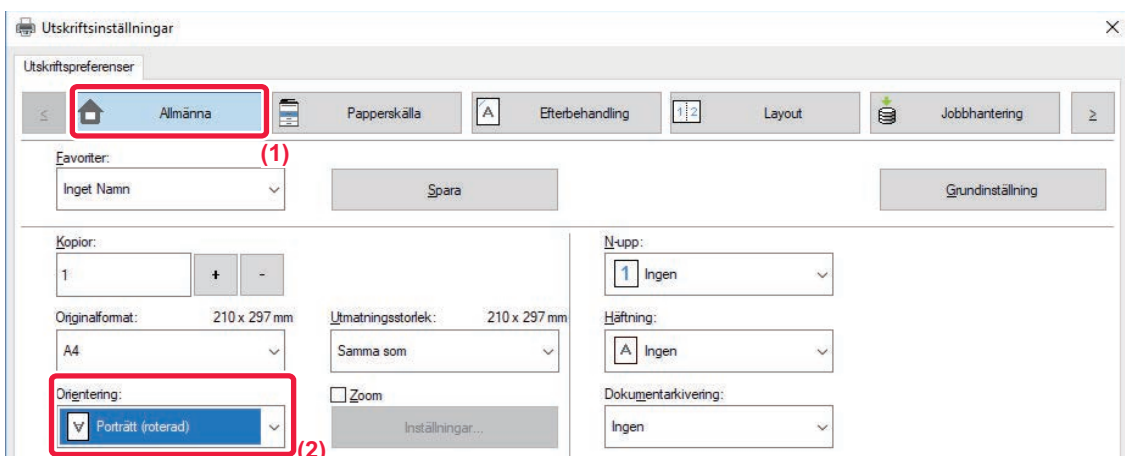 Utskriftsinställningar
Utskriftspreferenser
≤ Allmänna Papperskälla A Efterbehandling 1 2 Layout Jobbhantering ≥
(1)
Favoriter:
Inget Namn Spara Grundinställning
Kopior: N-upp:
1 + - 1 Ingen
Originalformat: 210 x 297 mm Utmatningsstorlek: 210 x 297 mm Häftning:
A4 Samma som A Ingen
Orientering: Zoom Dokumentarkivering:
A Porträtt (roterad) Inställningar... Ingen
(2)